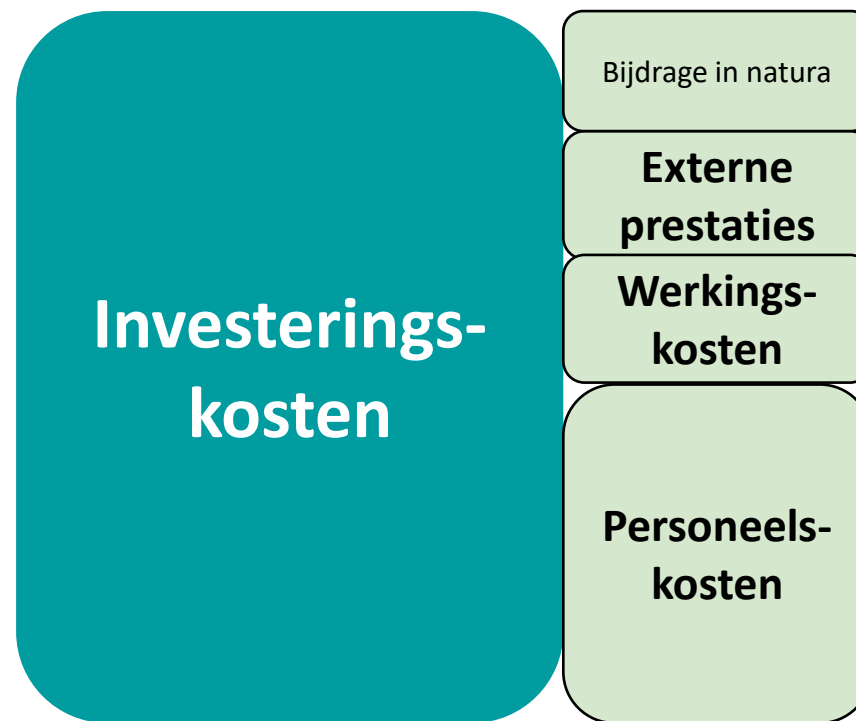 Investerings-
kosten
Bijdrage in natura
Externe
prestaties
Werkings-
kosten
Personeels-
kosten